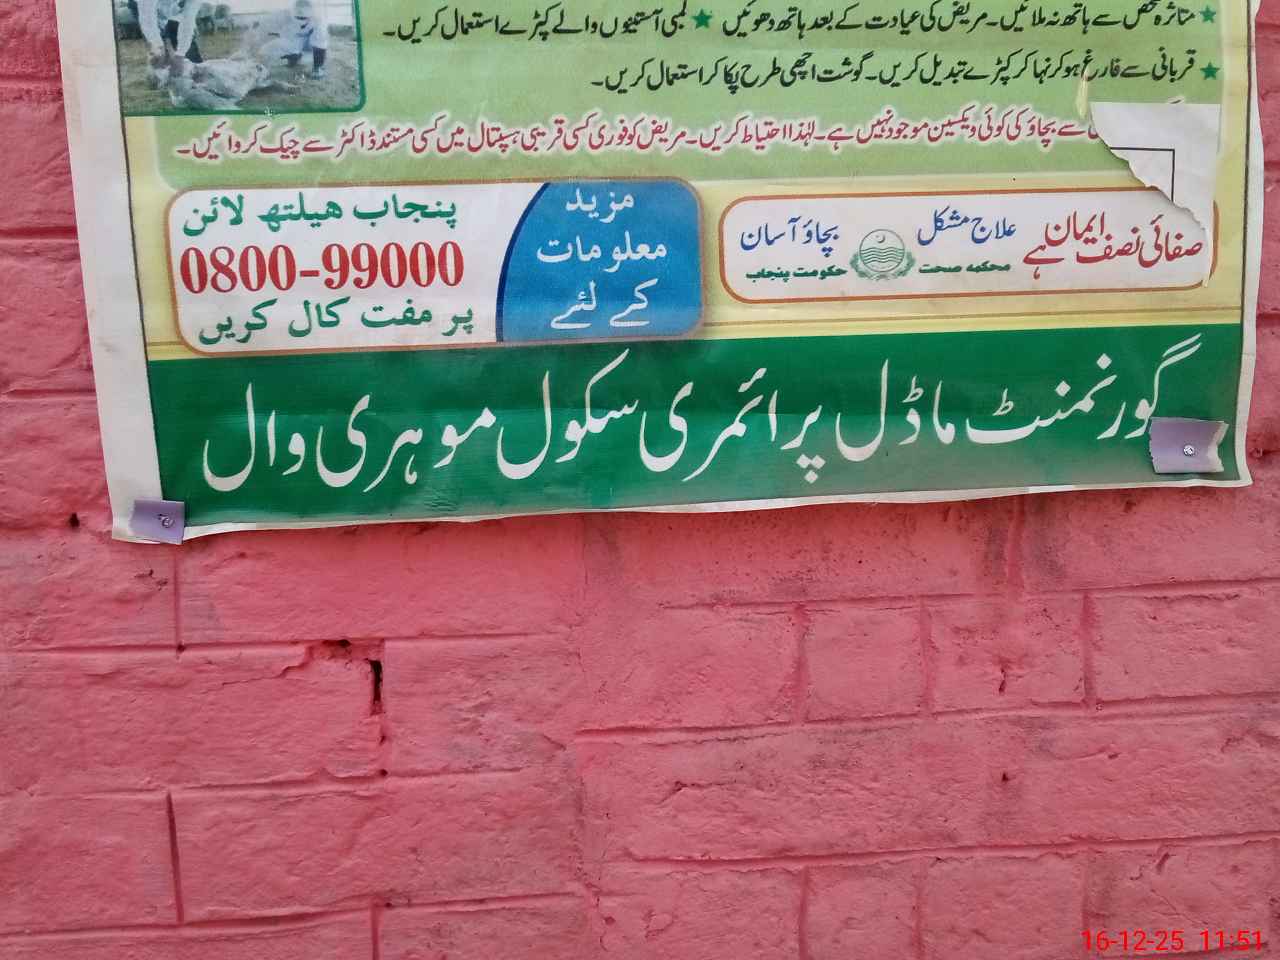 ★ متاثرہ شخص سے ہاتھ نہ ملائیں۔ مریض کی عیادت کے بعد ہاتھ دھوئیں ★ لمبی آستینوں والے کپڑے استعمال کریں۔
★ قربانی سے فارغ ہو کر نہا کر کپڑے تبدیل کریں۔ گوشت اچھی طرح پکا کر استعمال کریں۔
سے بچاؤ کی کوئی ویکسین موجود نہیں ہے۔ لہٰذا احتیاط کریں۔ مریض کو فوری کسی قریبی ہسپتال میں کسی مستند ڈاکٹر سے چیک کروائیں۔
صفائی نصف ایمان ہے
علاج مشکل
بچاؤ آسان
محکمہ صحت
حکومت پنجاب
مزید
معلومات
کے لئے
پنجاب ہیلتھ لائن
0800-99000
پر مفت کال کریں
گورنمنٹ ماڈل پرائمری سکول موہری وال
16-12-25 11:51